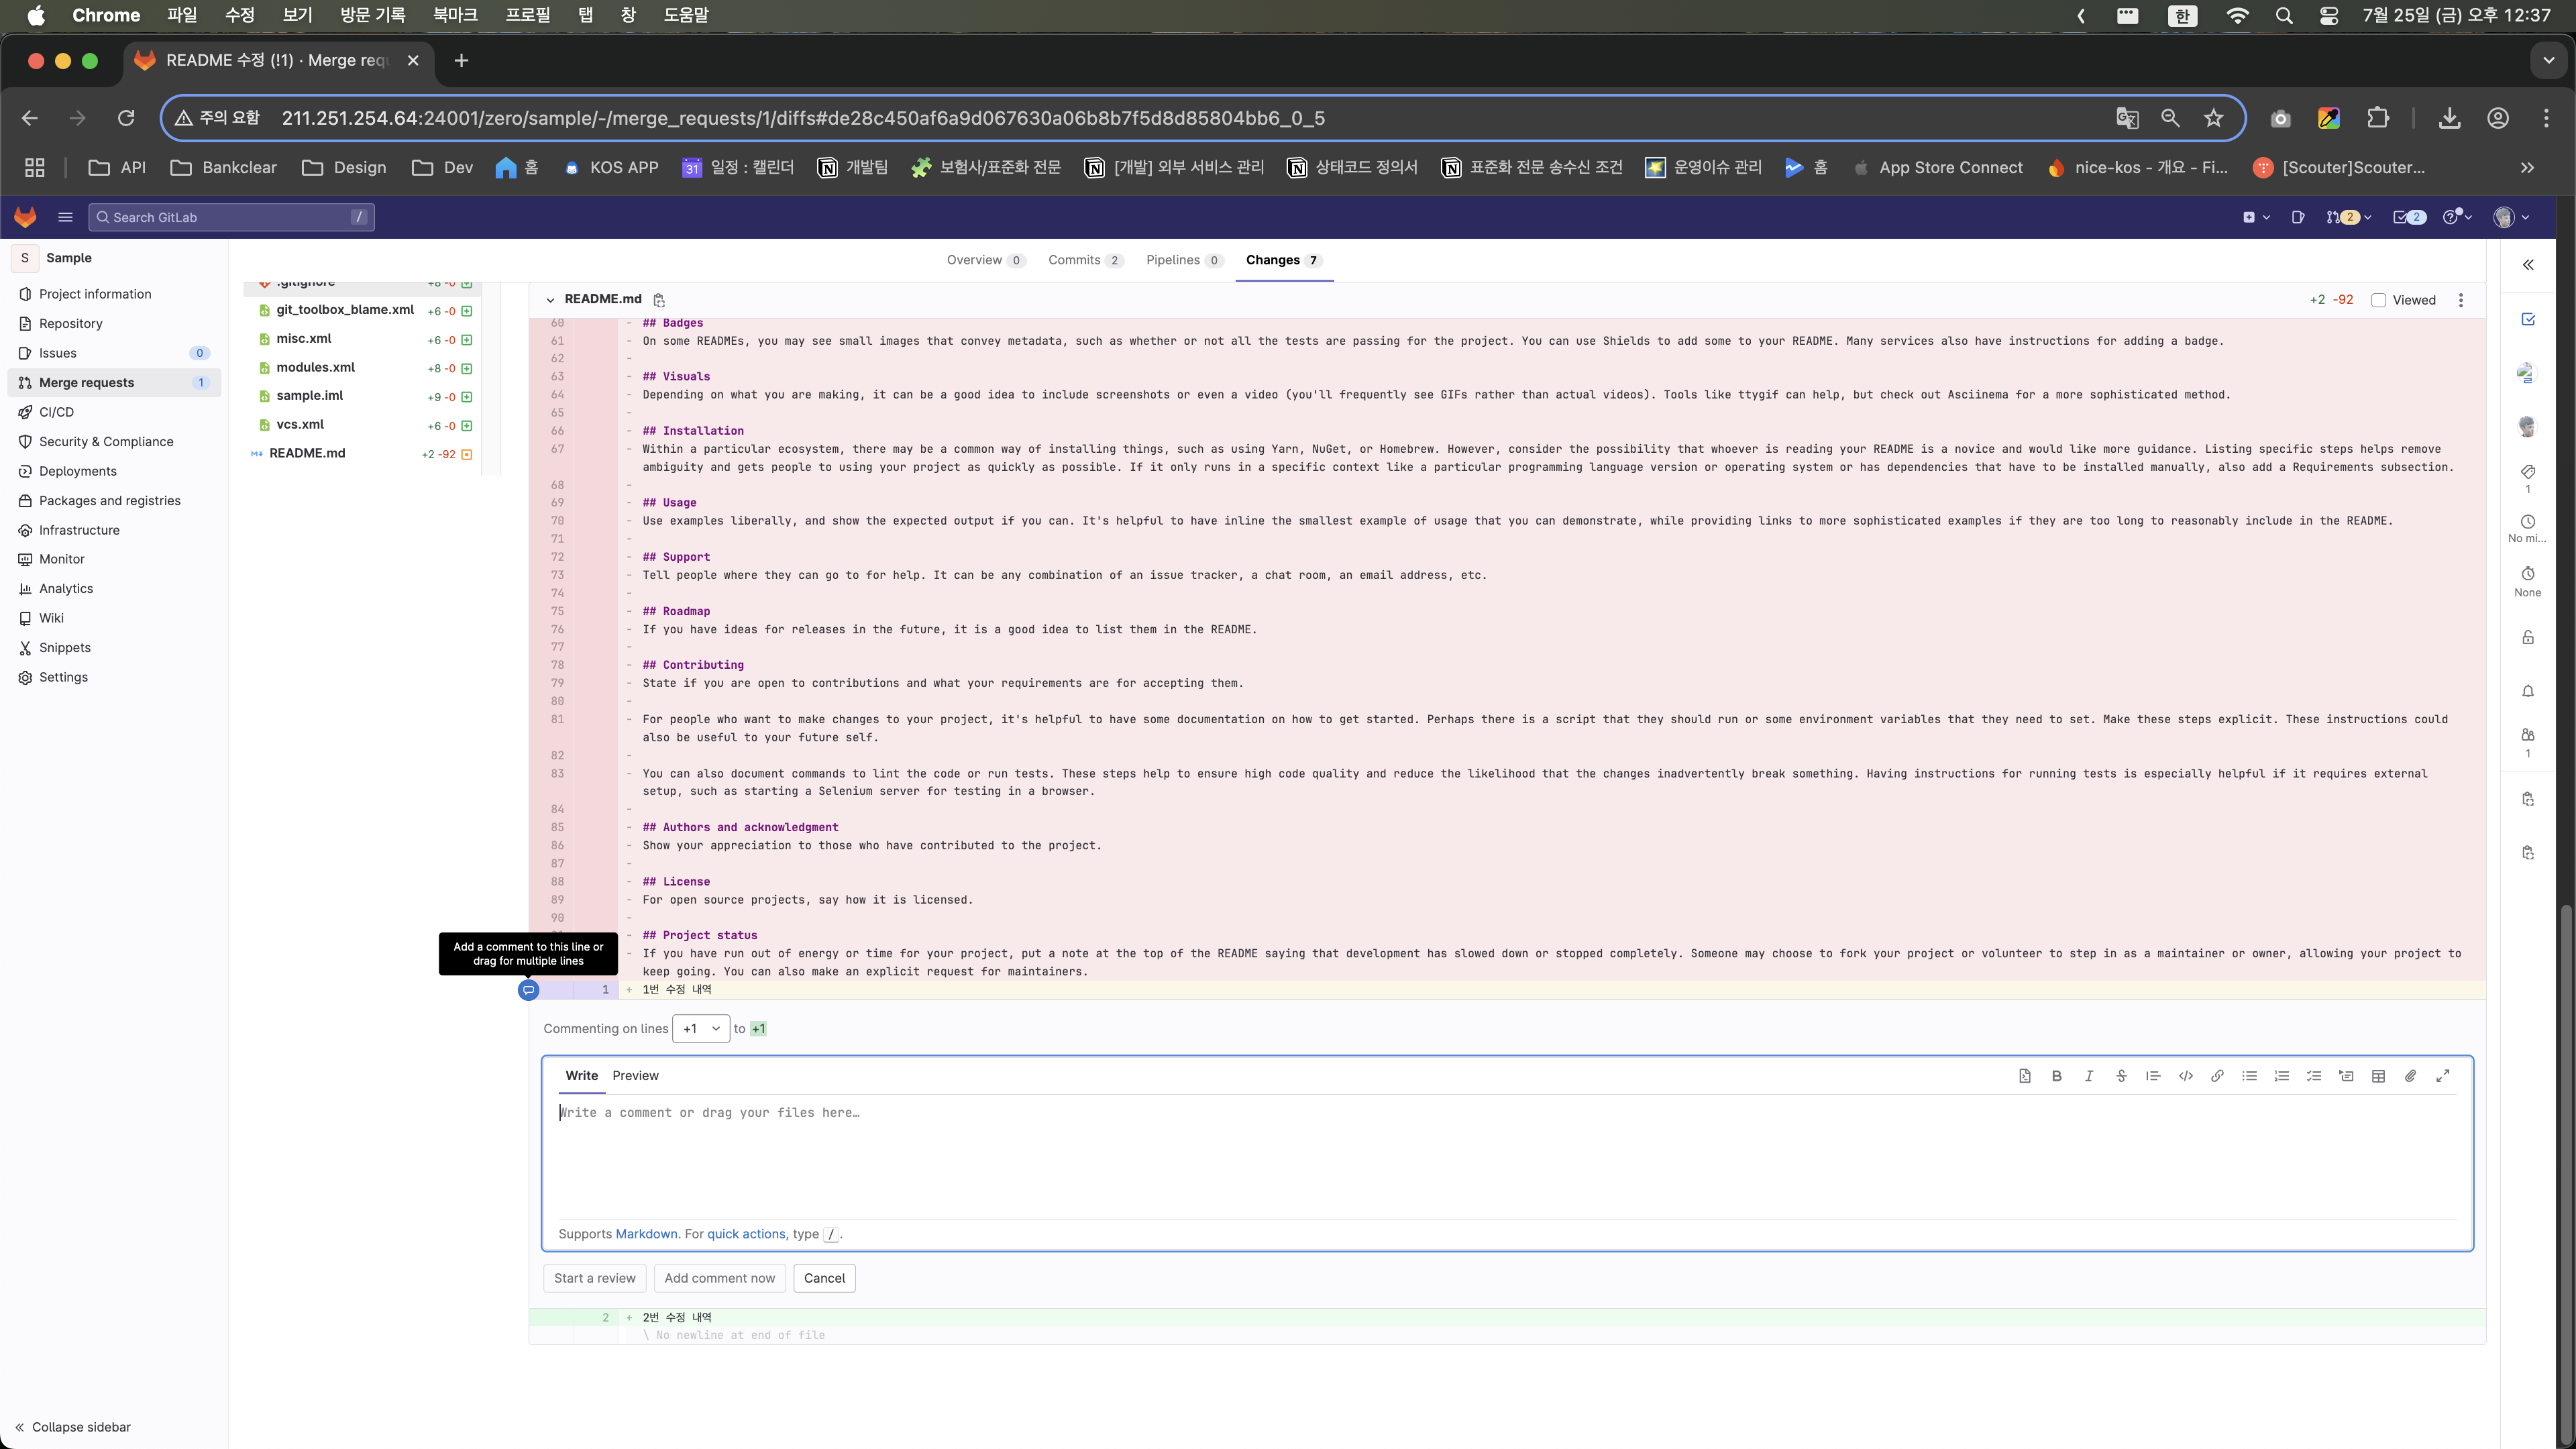 Chrome 파일 수정 보기 방문 기록 북마크 프로필 탭 창 도움말 한 7월 25일 (금) 오후 12:37
README 수정 (!1) · Merge req
주의 요함 211.251.254.64:24001/zero/sample/-/merge_requests/1/diffs#de28c450af6a9d067630a06b8b7f5d8d85804bb6_0_5
API Bankclear Design Dev 홈 KOS APP 31 일정 : 캘린더 개발팀 보험사/표준화 전문 [개발] 외부 서비스 관리 상태코드 정의서 표준화 전문 송수신 조건 운영이슈 관리 홈 App Store Connect nice-kos - 개요 - Fi... [Scouter]Scouter...
Search GitLab / 2 2
S Sample
Project information
Repository
Issues 0
Merge requests 1
CI/CD
Security & Compliance
Deployments
Packages and registries
Infrastructure
Monitor
Analytics
Wiki
Snippets
Settings
Collapse sidebar
Overview 0 Commits 2 Pipelines 0 Changes 7
.gitignore +8 -0
git_toolbox_blame.xml +6 -0
misc.xml +6 -0
modules.xml +8 -0
sample.iml +9 -0
vcs.xml +6 -0
README.md +2 -92
README.md +2 -92 Viewed
60 - ## Badges
61 - On some READMEs, you may see small images that convey metadata, such as whether or not all the tests are passing for the project. You can use Shields to add some to your README. Many services also have instructions for adding a badge.
62 -
63 - ## Visuals
64 - Depending on what you are making, it can be a good idea to include screenshots or even a video (you'll frequently see GIFs rather than actual videos). Tools like ttygif can help, but check out Asciinema for a more sophisticated method.
65 -
66 - ## Installation
67 - Within a particular ecosystem, there may be a common way of installing things, such as using Yarn, NuGet, or Homebrew. However, consider the possibility that whoever is reading your README is a novice and would like more guidance. Listing specific steps helps remove
ambiguity and gets people to using your project as quickly as possible. If it only runs in a specific context like a particular programming language version or operating system or has dependencies that have to be installed manually, also add a Requirements subsection.
68 -
69 - ## Usage
70 - Use examples liberally, and show the expected output if you can. It's helpful to have inline the smallest example of usage that you can demonstrate, while providing links to more sophisticated examples if they are too long to reasonably include in the README.
71 -
72 - ## Support
73 - Tell people where they can go to for help. It can be any combination of an issue tracker, a chat room, an email address, etc.
74 -
75 - ## Roadmap
76 - If you have ideas for releases in the future, it is a good idea to list them in the README.
77 -
78 - ## Contributing
79 - State if you are open to contributions and what your requirements are for accepting them.
80 -
81 - For people who want to make changes to your project, it's helpful to have some documentation on how to get started. Perhaps there is a script that they should run or some environment variables that they need to set. Make these steps explicit. These instructions could
also be useful to your future self.
82 -
83 - You can also document commands to lint the code or run tests. These steps help to ensure high code quality and reduce the likelihood that the changes inadvertently break something. Having instructions for running tests is especially helpful if it requires external
setup, such as starting a Selenium server for testing in a browser.
84 -
85 - ## Authors and acknowledgment
86 - Show your appreciation to those who have contributed to the project.
87 -
88 - ## License
89 - For open source projects, say how it is licensed.
90 -
- ## Project status
- If you have run out of energy or time for your project, put a note at the top of the README saying that development has slowed down or stopped completely. Someone may choose to fork your project or volunteer to step in as a maintainer or owner, allowing your project to
keep going. You can also make an explicit request for maintainers.
Add a comment to this line or
drag for multiple lines
1 + 1번 수정 내역
Commenting on lines +1 to +1
Write Preview
Write a comment or drag your files here…
Supports Markdown. For quick actions, type /.
Start a review Add comment now Cancel
2 + 2번 수정 내역
\ No newline at end of file
1
No mi...
None
1